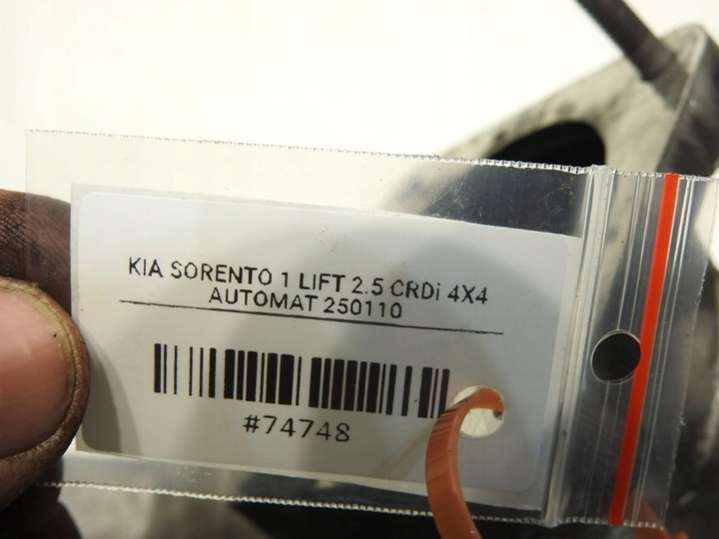 KIA SORENTO 1 LIFT 2.5 CRDi 4X4
AUTOMAT 250110
#74748